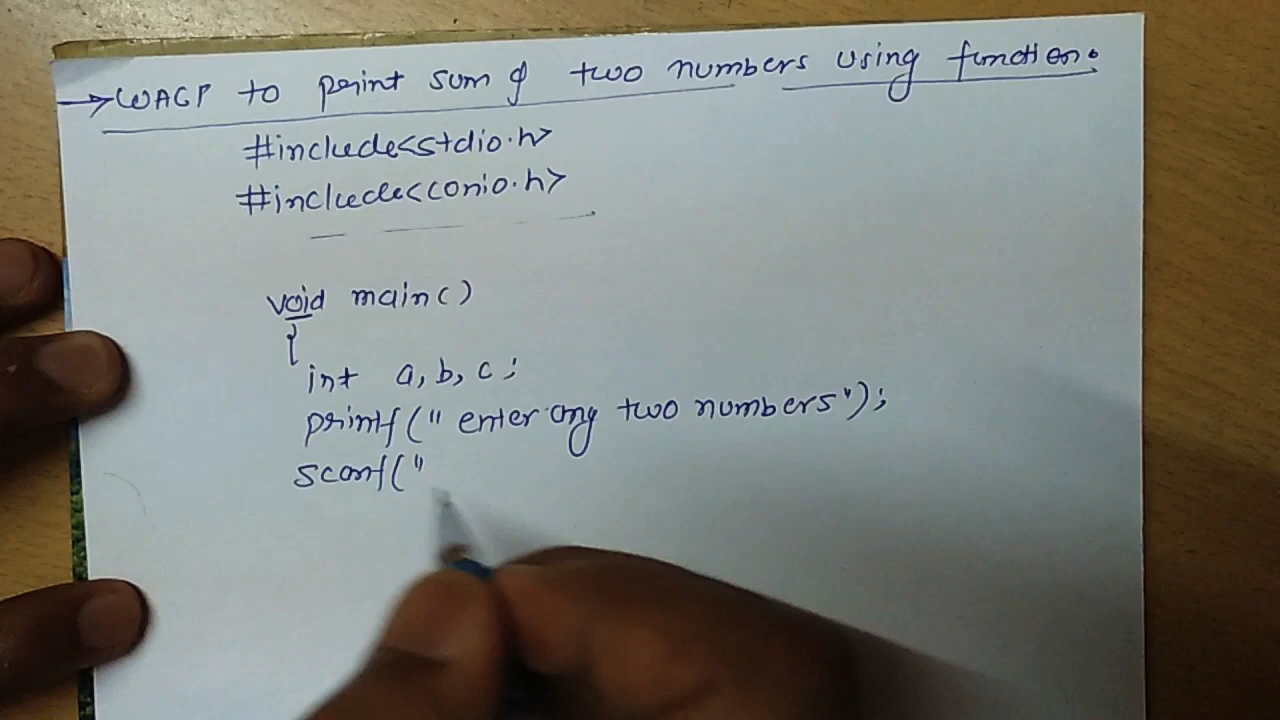 →WACP to print sum of two numbers using function.
#include<stdio.h>
#include<conio.h>
void main()
{
int a, b, c;
printf(" enter any two numbers");
scanf("